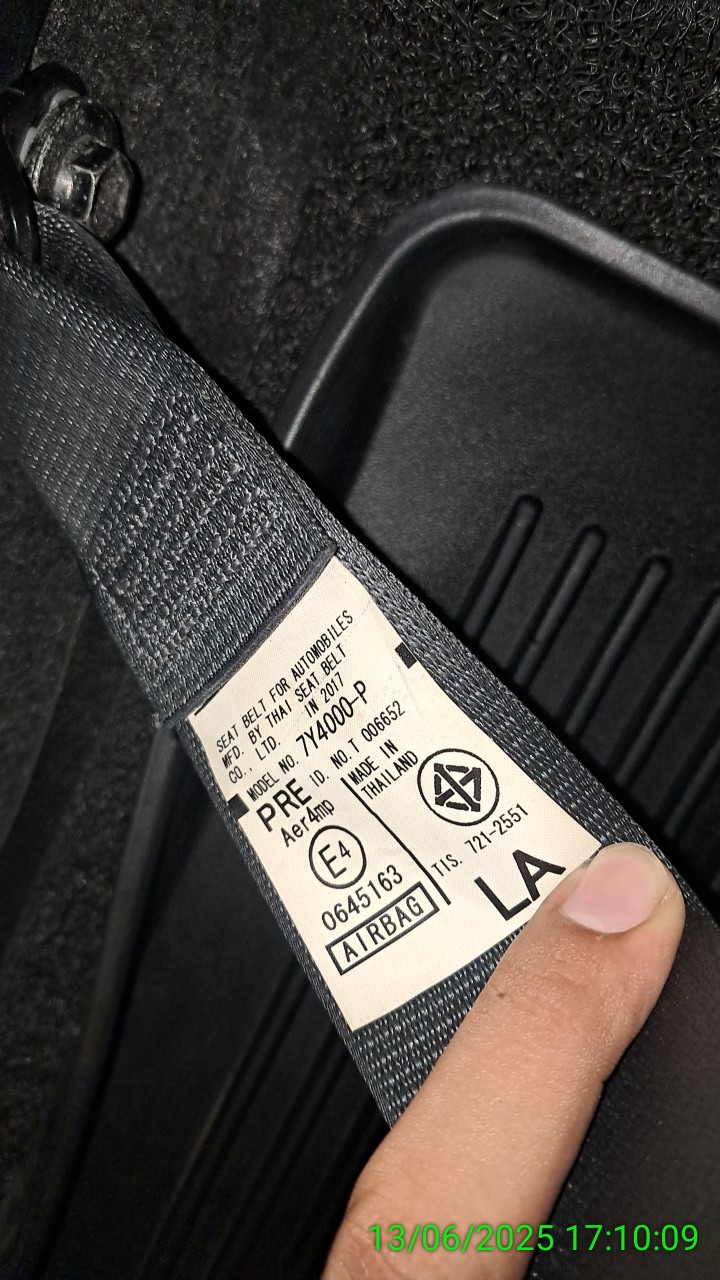 SEAT BELT FOR AUTOMOBILES
MFD. BY THAI SEAT BELT
CO., LTD. IN 2017
MODEL NO. 7Y4000-P
PRE ID. NO. T 006652
Aer4mp
MADE IN
THAILAND
E4
0645163
TIS. 721-2551
AIRBAG
LA
13/06/2025 17:10:09